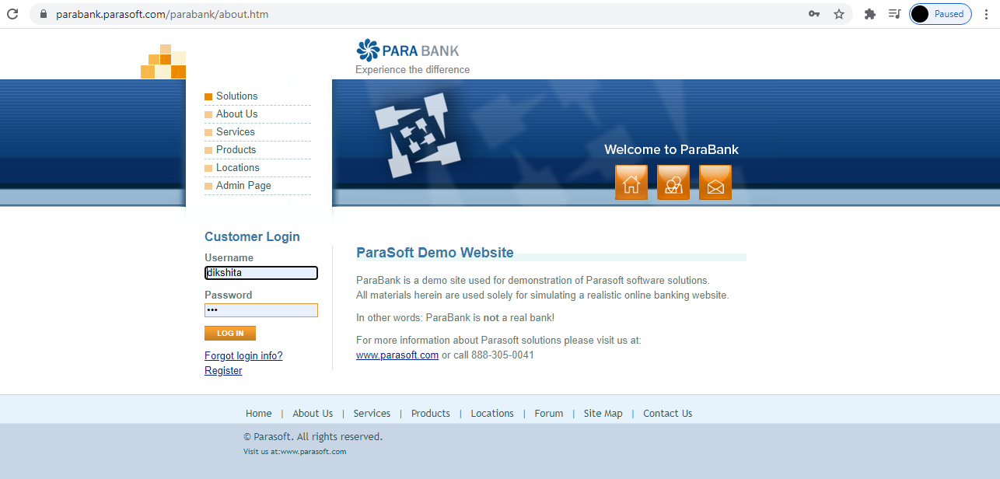 parabank.parasoft.com/parabank/about.htm
Paused
PARA BANK
Experience the difference
Solutions
About Us
Services
Products
Locations
Admin Page
Welcome to ParaBank
Customer Login
Username
dikshita
Password
•••
LOG IN
Forgot login info?
Register
ParaSoft Demo Website
ParaBank is a demo site used for demonstration of Parasoft software solutions.
All materials herein are used solely for simulating a realistic online banking website.
In other words: ParaBank is not a real bank!
For more information about Parasoft solutions please visit us at:
www.parasoft.com or call 888-305-0041
Home | About Us | Services | Products | Locations | Forum | Site Map | Contact Us
© Parasoft. All rights reserved.
Visit us at:www.parasoft.com